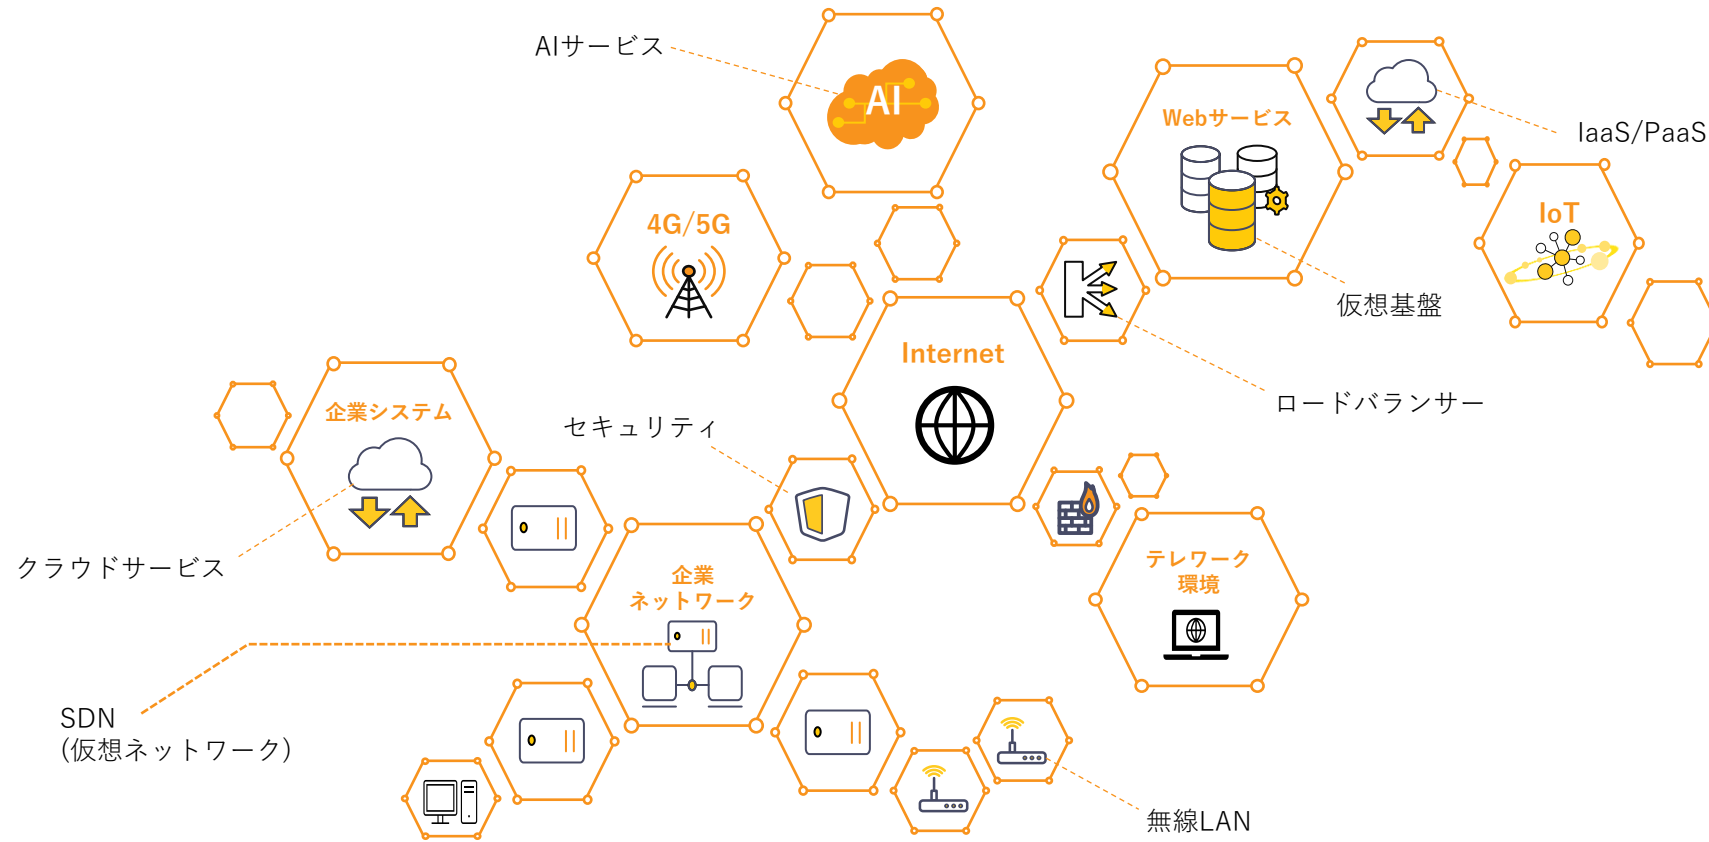 AIサービス
AI
Webサービス
IaaS/PaaS
4G/5G
IoT
仮想基盤
Internet
ロードバランサー
企業システム
セキュリティ
クラウドサービス
企業
ネットワーク
テレワーク
環境
SDN
(仮想ネットワーク)
無線LAN